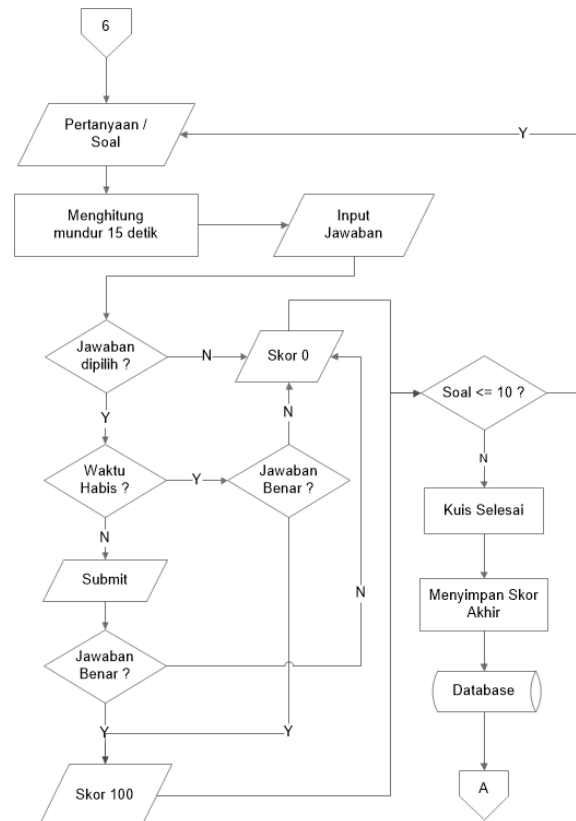 6
Pertanyaan /
Soal
Y
Menghitung
mundur 15 detik
Input
Jawaban
Jawaban
dipilih ?
N
Skor 0
Soal <= 10 ?
Y
N
N
Waktu
Habis ?
Y
Jawaban
Benar ?
Kuis Selesai
N
Submit
N
Menyimpan Skor
Akhir
Jawaban
Benar ?
Database
Y
Y
Skor 100
A